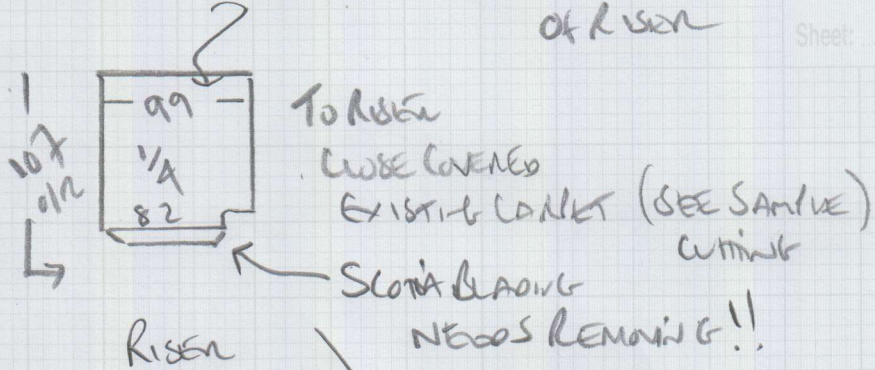 OF RISER
Sheet:
99
TO RISER
1/4
CLOSE COVERED
82
EXISTING CARPET (SEE SAMPLE)
CUTTING
SCOTIA BEADING
NEEDS REMOVING!!
RISER